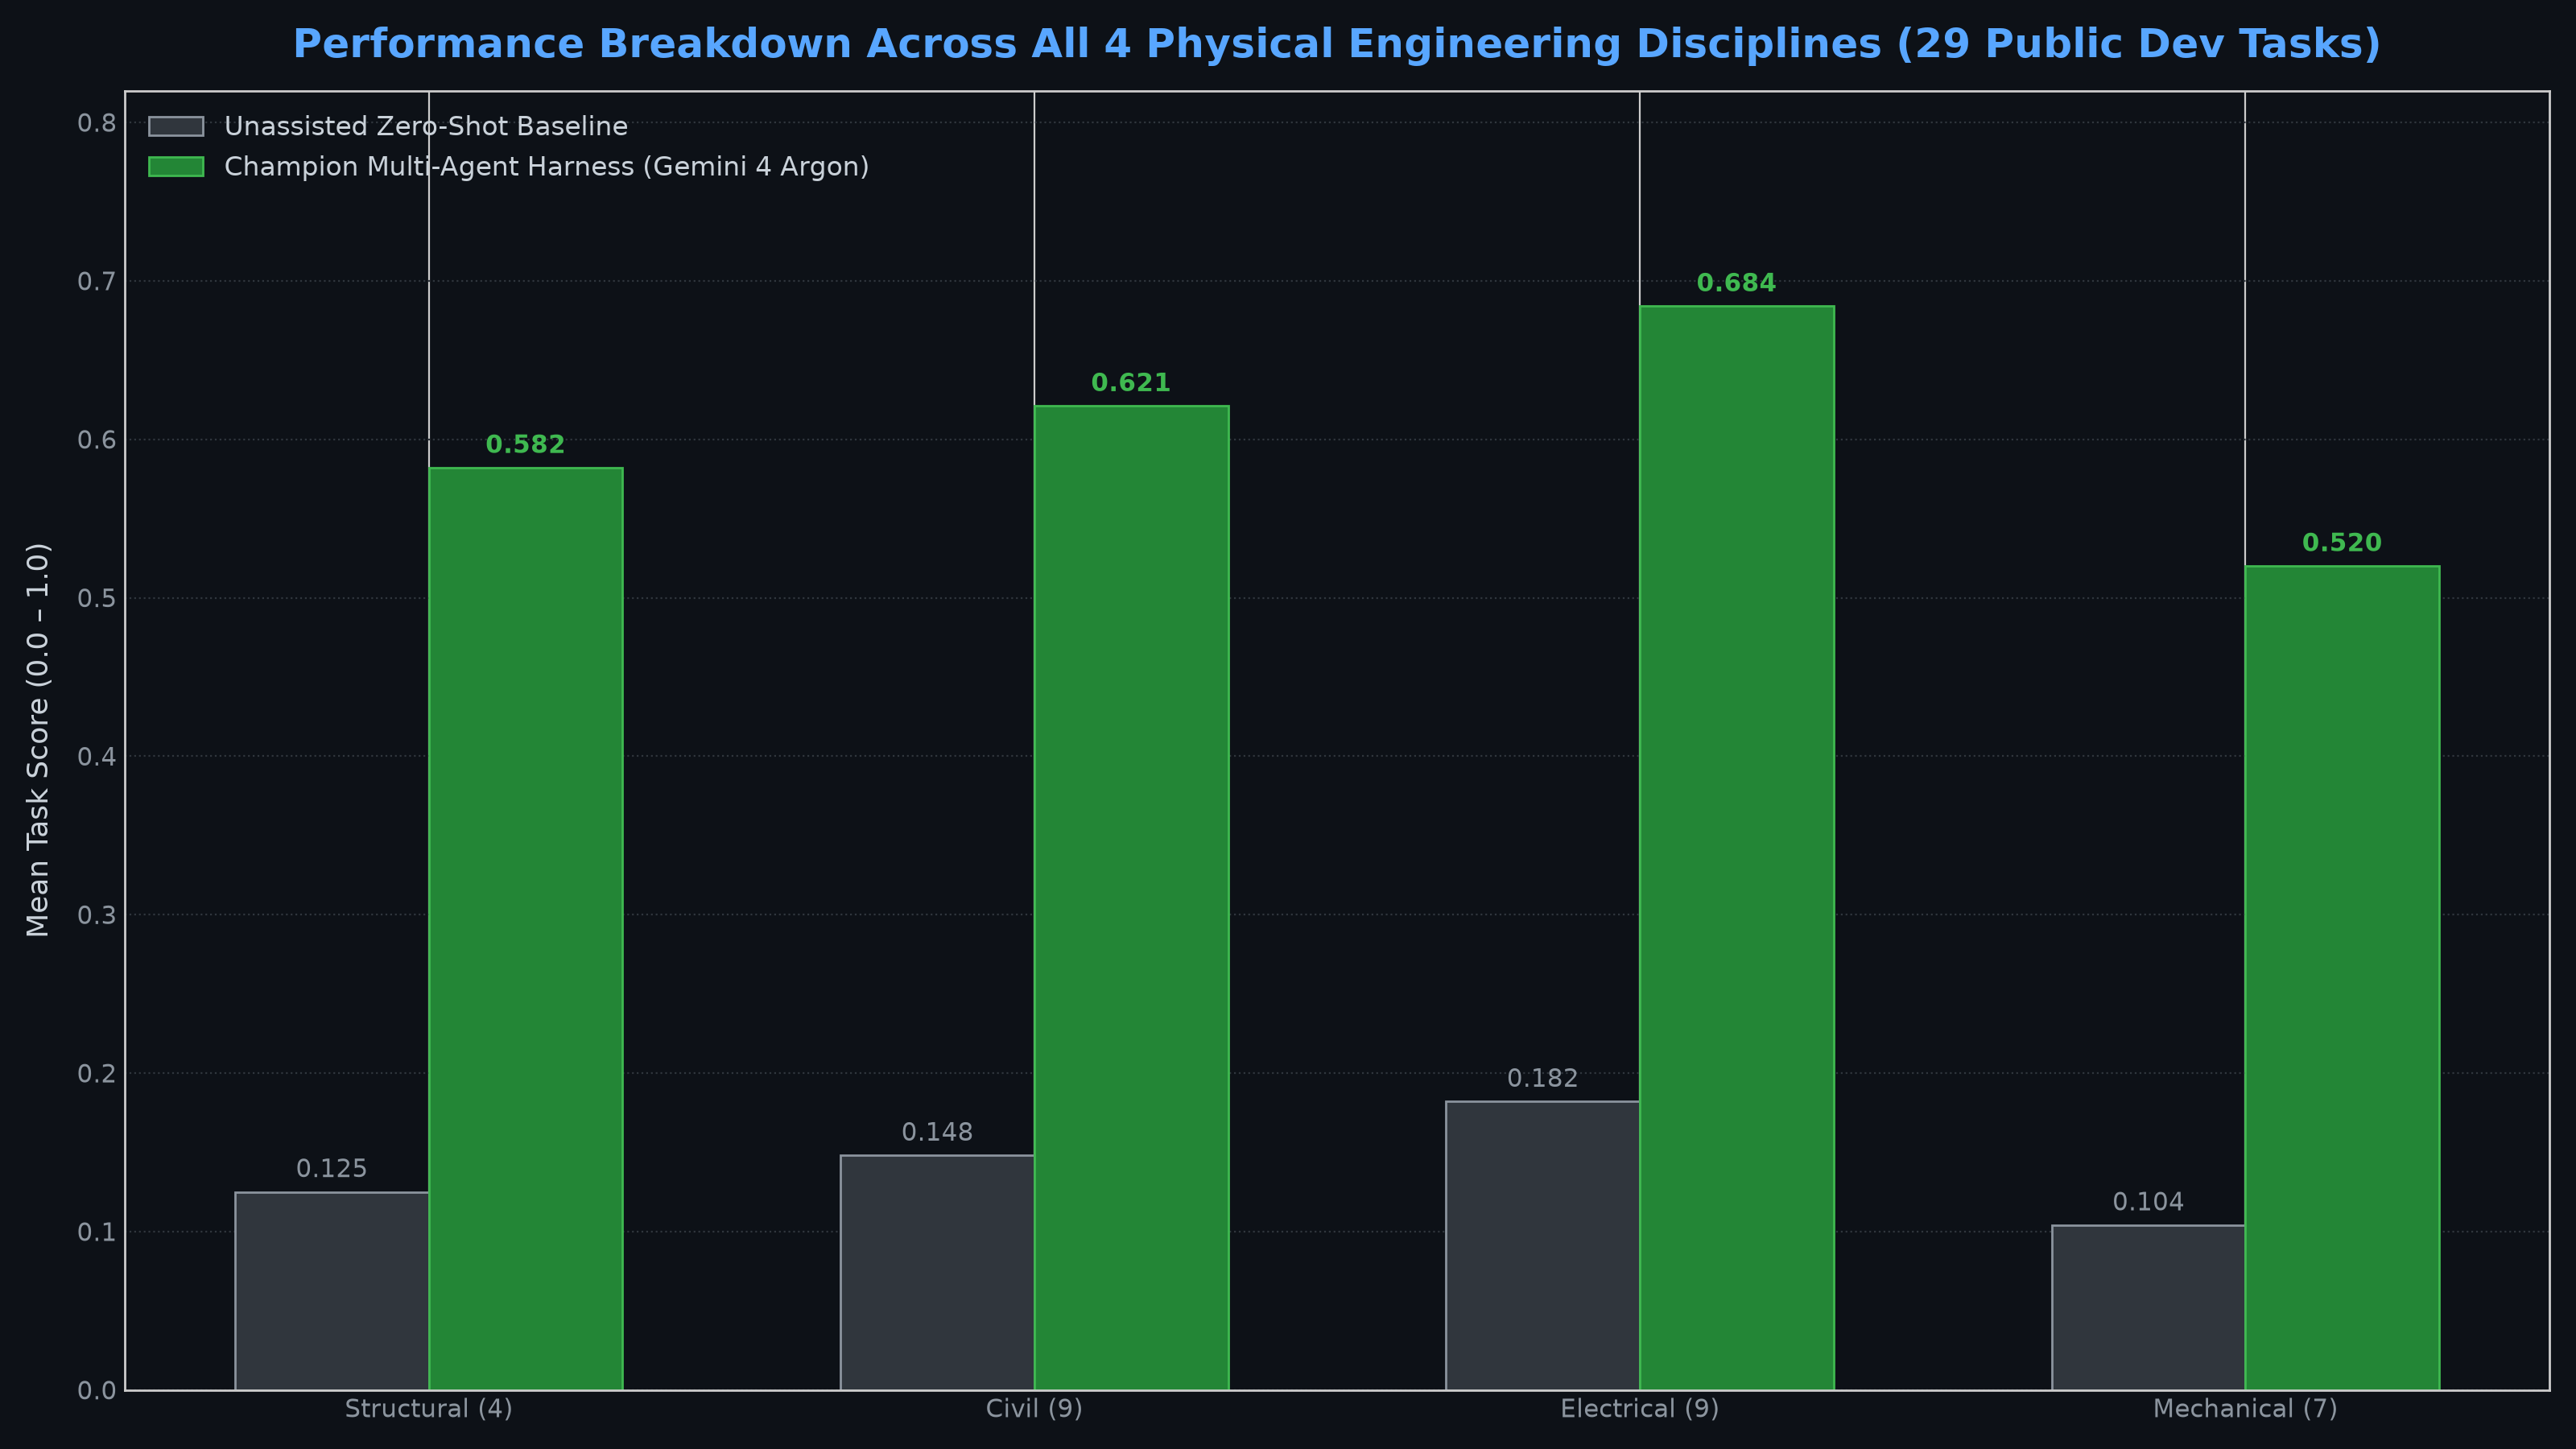 Performance Breakdown Across All 4 Physical Engineering Disciplines (29 Public Dev Tasks)
Unassisted Zero-Shot Baseline
Champion Multi-Agent Harness (Gemini 4 Argon)
Mean Task Score (0.0 – 1.0)
0.8
0.7
0.6
0.5
0.4
0.3
0.2
0.1
0.0
0.125
0.582
0.148
0.621
0.182
0.684
0.104
0.520
Structural (4)
Civil (9)
Electrical (9)
Mechanical (7)